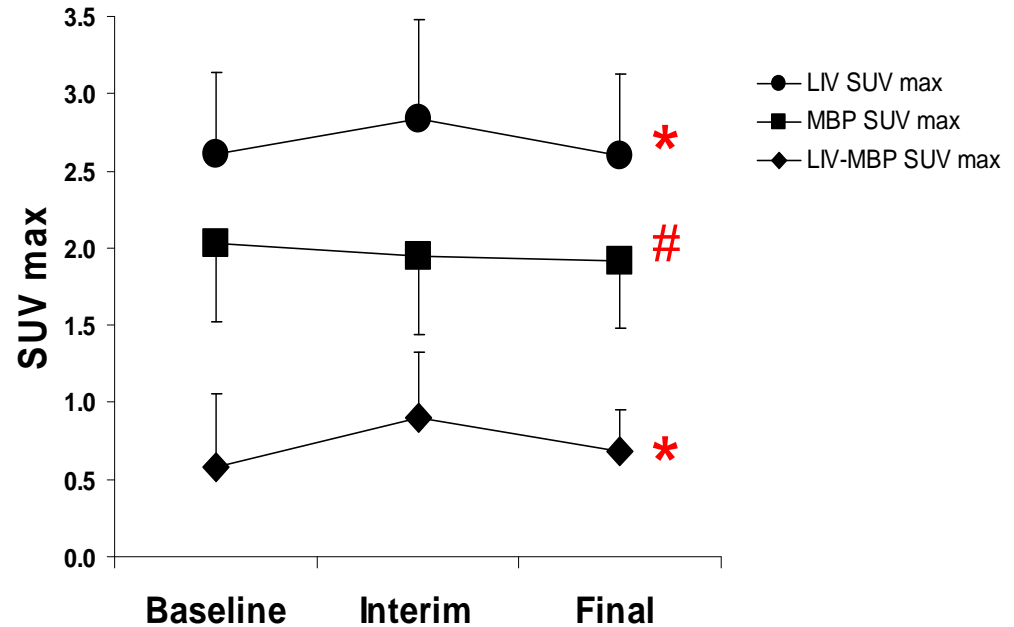 SUV max
3.5
3.0
2.5
2.0
1.5
1.0
0.5
0.0
Baseline Interim Final
*
#
*
LIV SUV max
MBP SUV max
LIV-MBP SUV max